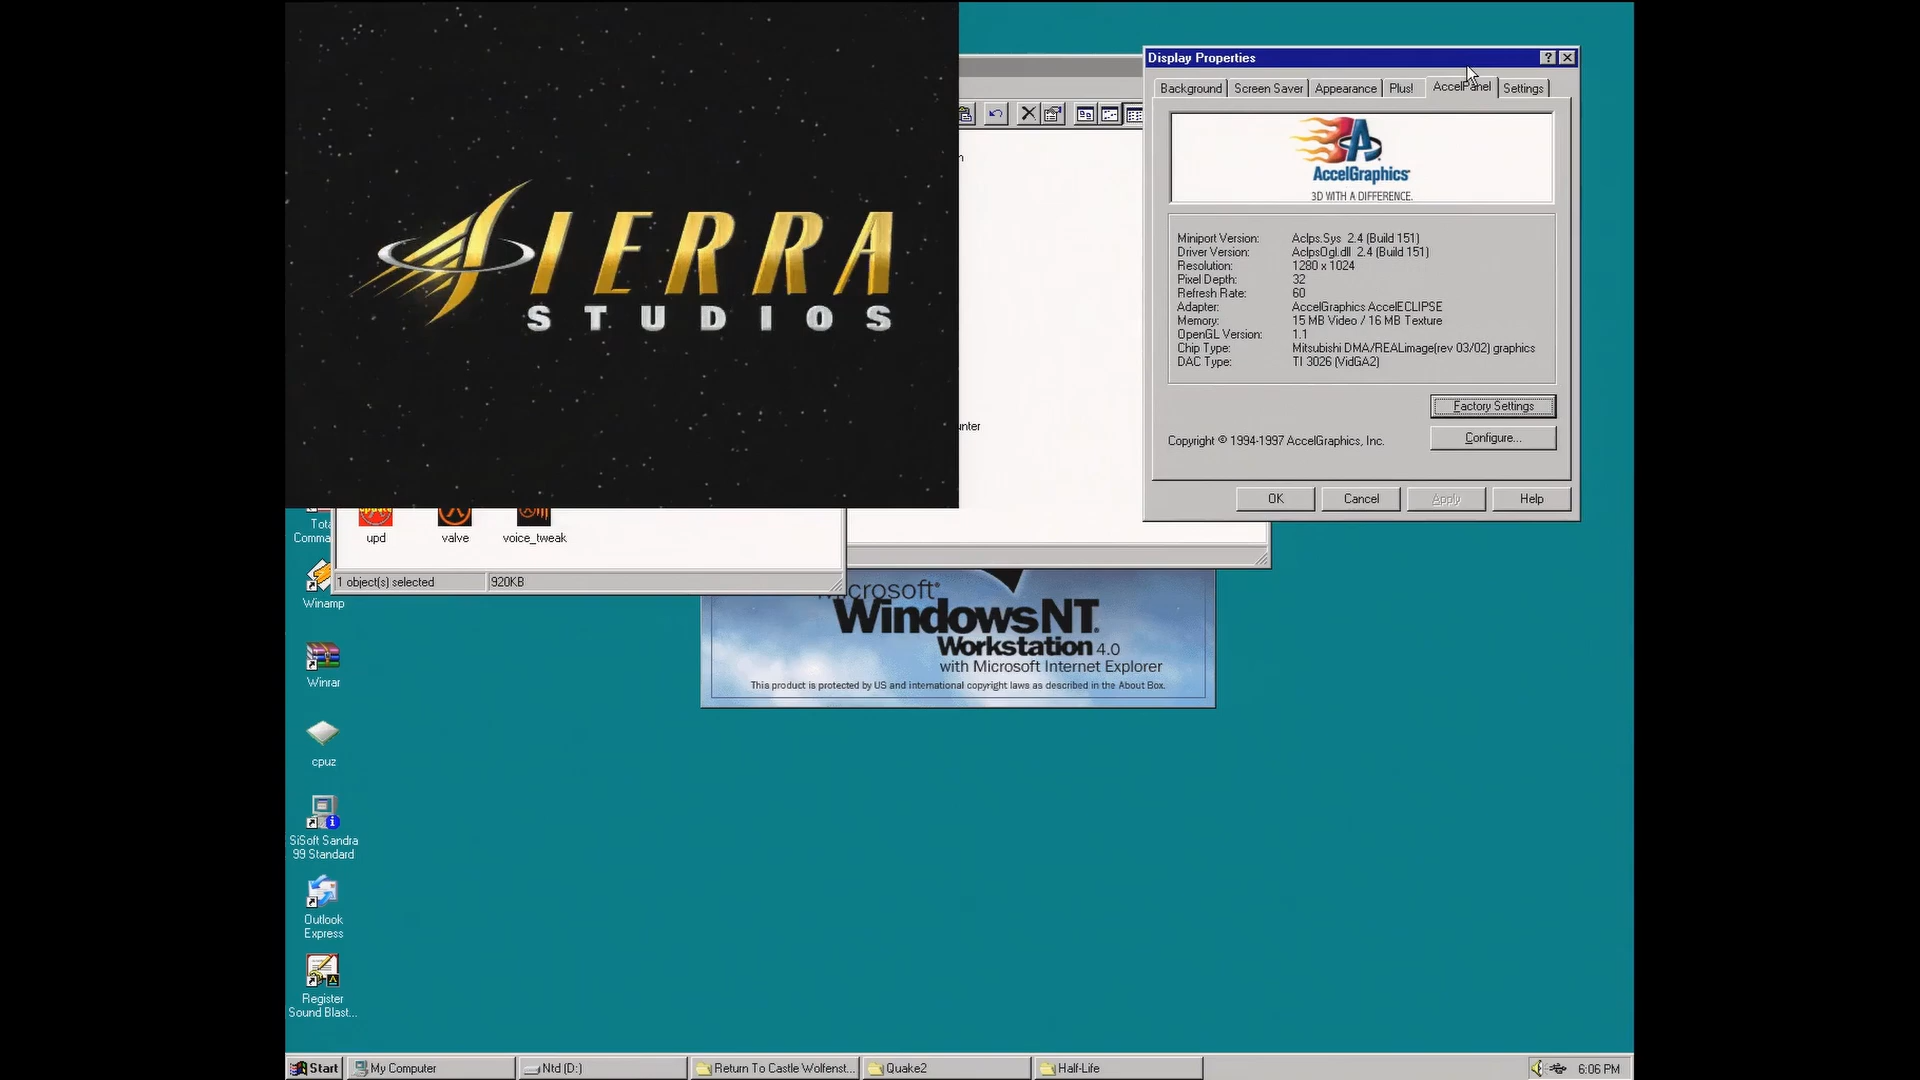 SIERRA
STUDIOS
Display Properties
Background
Screen Saver
Appearance
Plus!
AccelPanel
Settings
AccelGraphics
3D WITH A DIFFERENCE.
Miniport Version: Aclps.Sys 2.4 (Build 151)
Driver Version: AclpsOgl.dll 2.4 (Build 151)
Resolution: 1280 x 1024
Pixel Depth: 32
Refresh Rate: 60
Adapter: AccelGraphics AccelECLIPSE
Memory: 15 MB Video / 16 MB Texture
OpenGL Version: 1.1
Chip Type: Mitsubishi DMA/REALimage(rev 03/02) graphics
DAC Type: TI 3026 (VidGA2)
Factory Settings
Configure...
Copyright © 1994-1997 AccelGraphics, Inc.
OK
Cancel
Apply
Help
upd
valve
voice_tweak
1 object(s) selected
920KB
Microsoft
Windows NT
Workstation 4.0
with Microsoft Internet Explorer
This product is protected by US and international copyright laws as described in the About Box.
Winamp
Winrar
cpuz
SiSoft Sandra
99 Standard
Outlook
Express
Register
Sound Blast...
Start
My Computer
Ntd (D:)
Return To Castle Wolfenst...
Quake2
Half-Life
6:06 PM